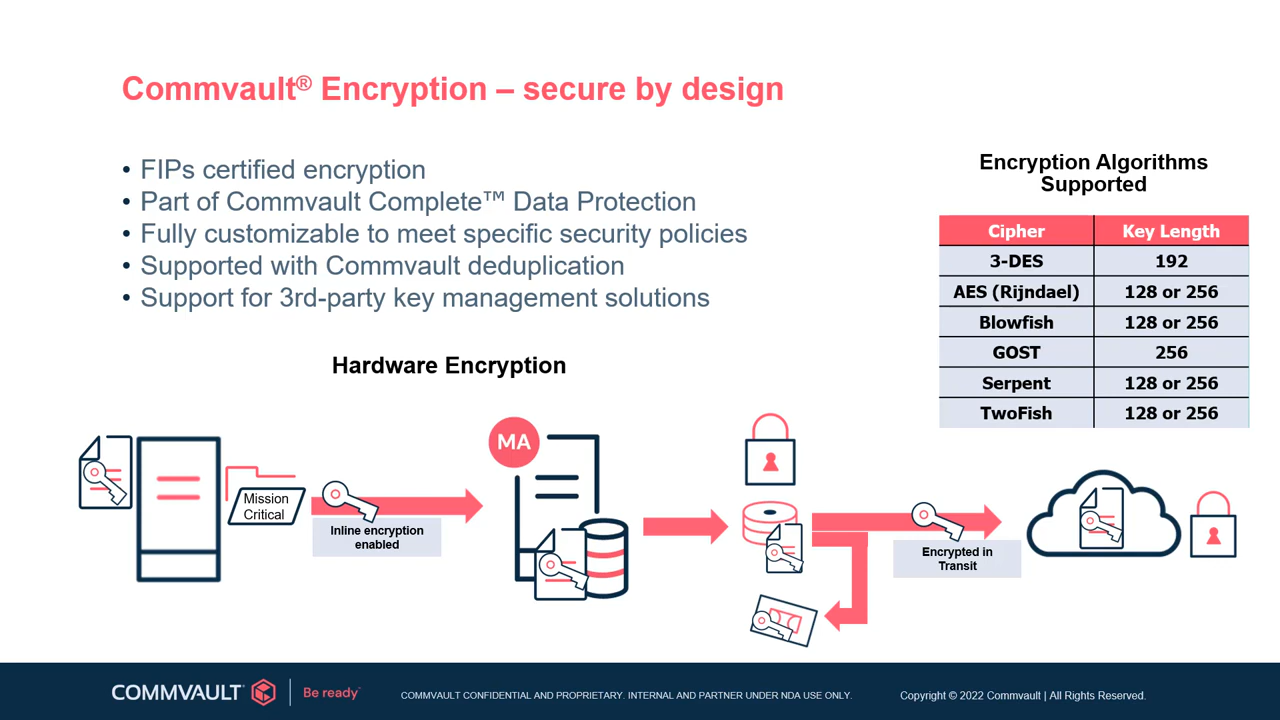 Commvault® Encryption – secure by design
• FIPs certified encryption
• Part of Commvault Complete™ Data Protection
• Fully customizable to meet specific security policies
• Supported with Commvault deduplication
• Support for 3rd-party key management solutions
Encryption Algorithms
Supported
Cipher Key Length
3-DES 192
AES (Rijndael) 128 or 256
Blowfish 128 or 256
GOST 256
Serpent 128 or 256
TwoFish 128 or 256
Hardware Encryption
Mission
Critical
Inline encryption
enabled
MA
Encrypted in
Transit
COMMVAULT Be ready
COMMVAULT CONFIDENTIAL AND PROPRIETARY. INTERNAL AND PARTNER UNDER NDA USE ONLY.
Copyright © 2022 Commvault | All Rights Reserved.